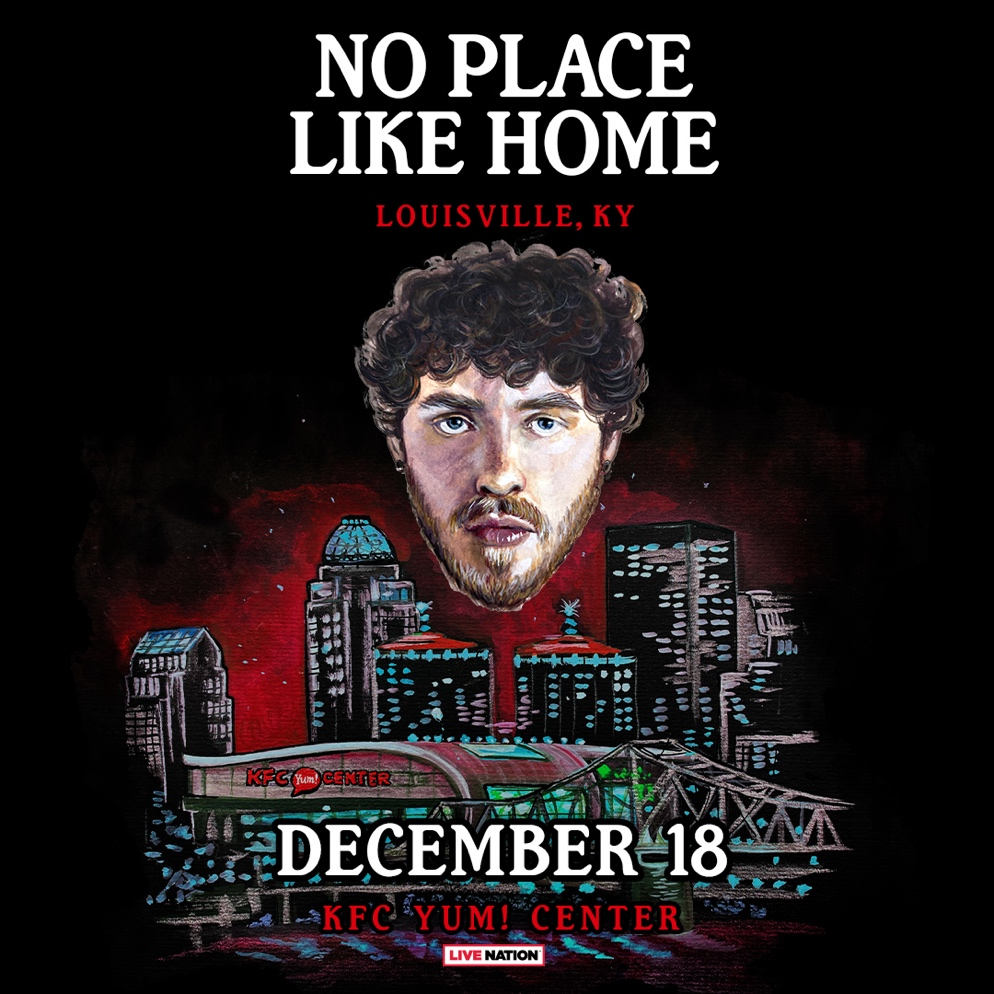 NO PLACE
LIKE HOME
LOUISVILLE, KY
KFC Yum! CENTER
DECEMBER 18
KFC YUM! CENTER
LIVE NATION